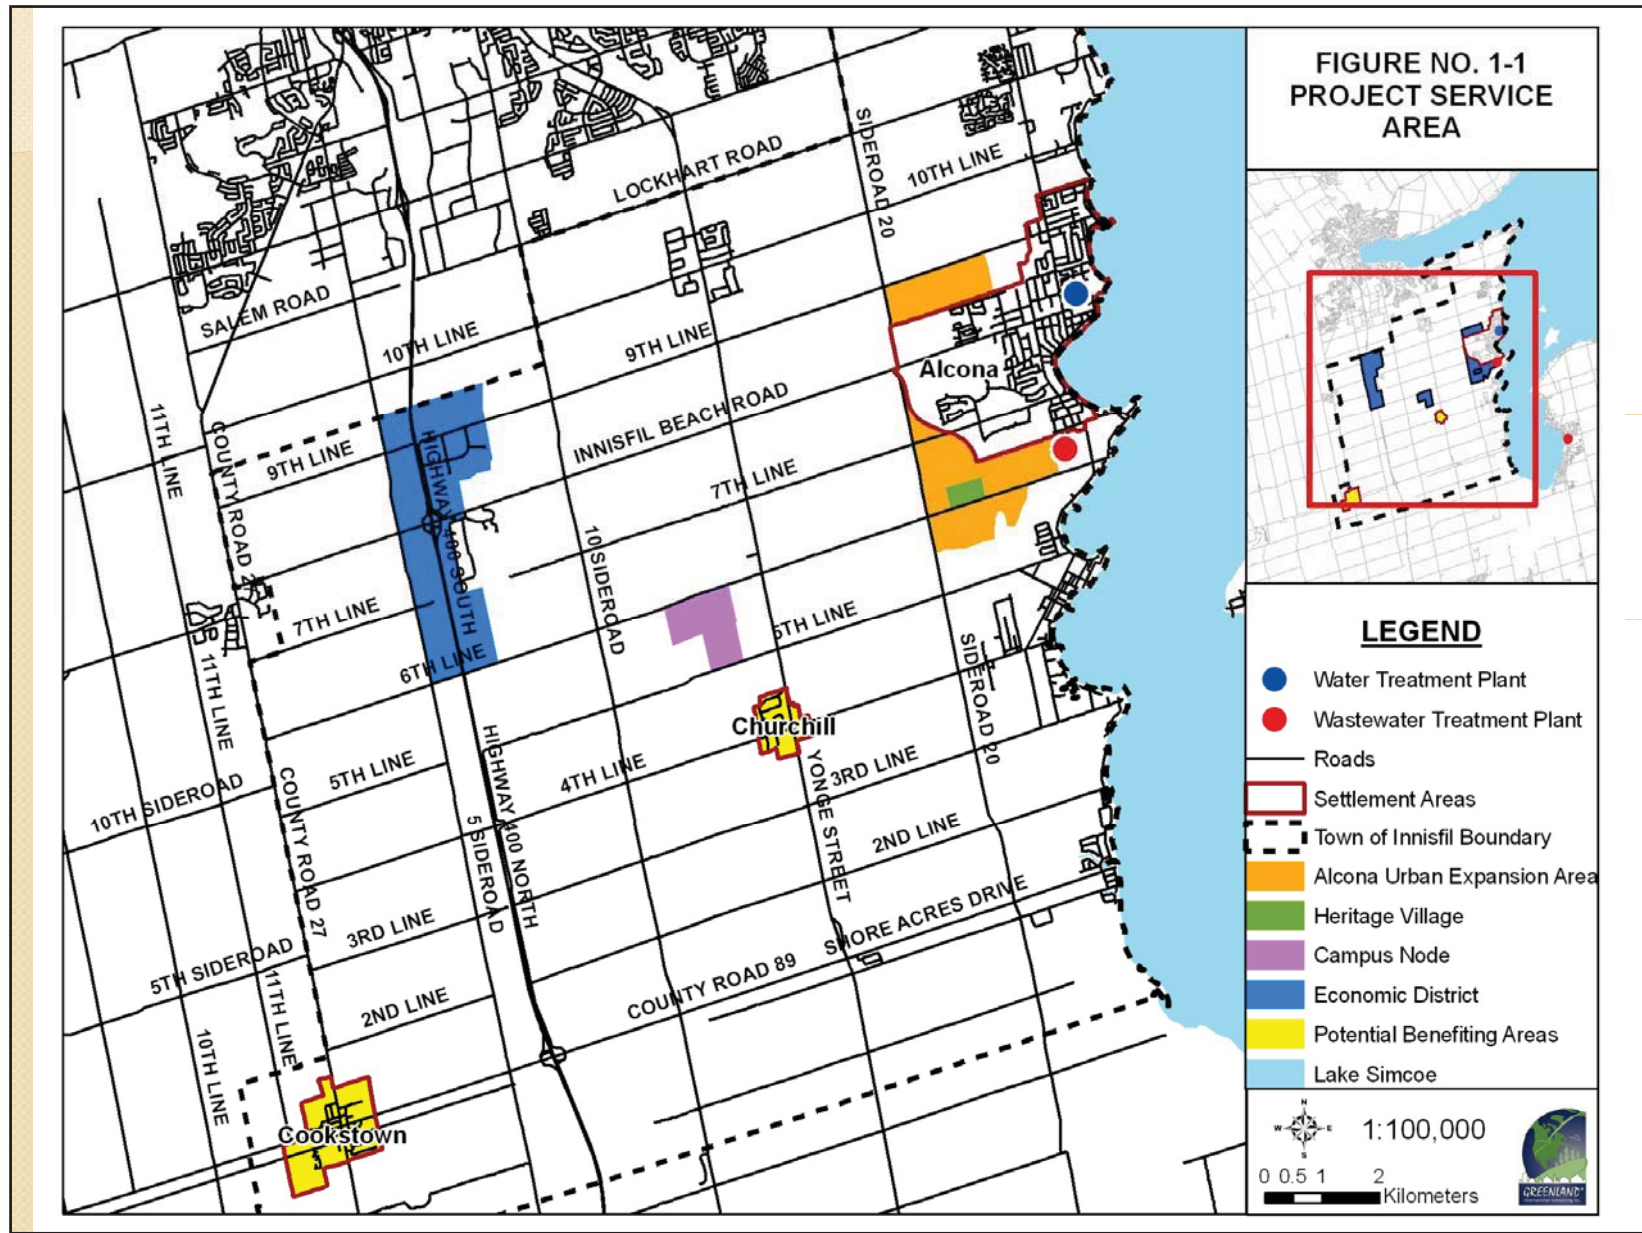 FIGURE NO. 1-1
PROJECT SERVICE
AREA
SIDEROAD 20
10TH LINE
LOCKHART ROAD
SALEM ROAD
10TH LINE
9TH LINE
Alcona
INNISFIL BEACH ROAD
11TH LINE
COUNTY ROAD 27
9TH LINE
HIGHWAY 400 SOUTH
7TH LINE
10 SIDEROAD
7TH LINE
5TH LINE
6TH LINE
11TH LINE
SIDEROAD 20
Churchill
HIGHWAY 400 NORTH
5TH LINE
4TH LINE
3RD LINE
YONGE STREET
10TH SIDEROAD
COUNTY ROAD 27
5 SIDEROAD
2ND LINE
3RD LINE
SHORE ACRES DRIVE
5TH SIDEROAD
11TH LINE
COUNTY ROAD 89
2ND LINE
10TH LINE
Cookstown
LEGEND
Water Treatment Plant
Wastewater Treatment Plant
Roads
Settlement Areas
Town of Innisfil Boundary
Alcona Urban Expansion Area
Heritage Village
Campus Node
Economic District
Potential Benefiting Areas
Lake Simcoe
N
W E
S
1:100,000
0 0.5 1 2
Kilometers
GREENLAND